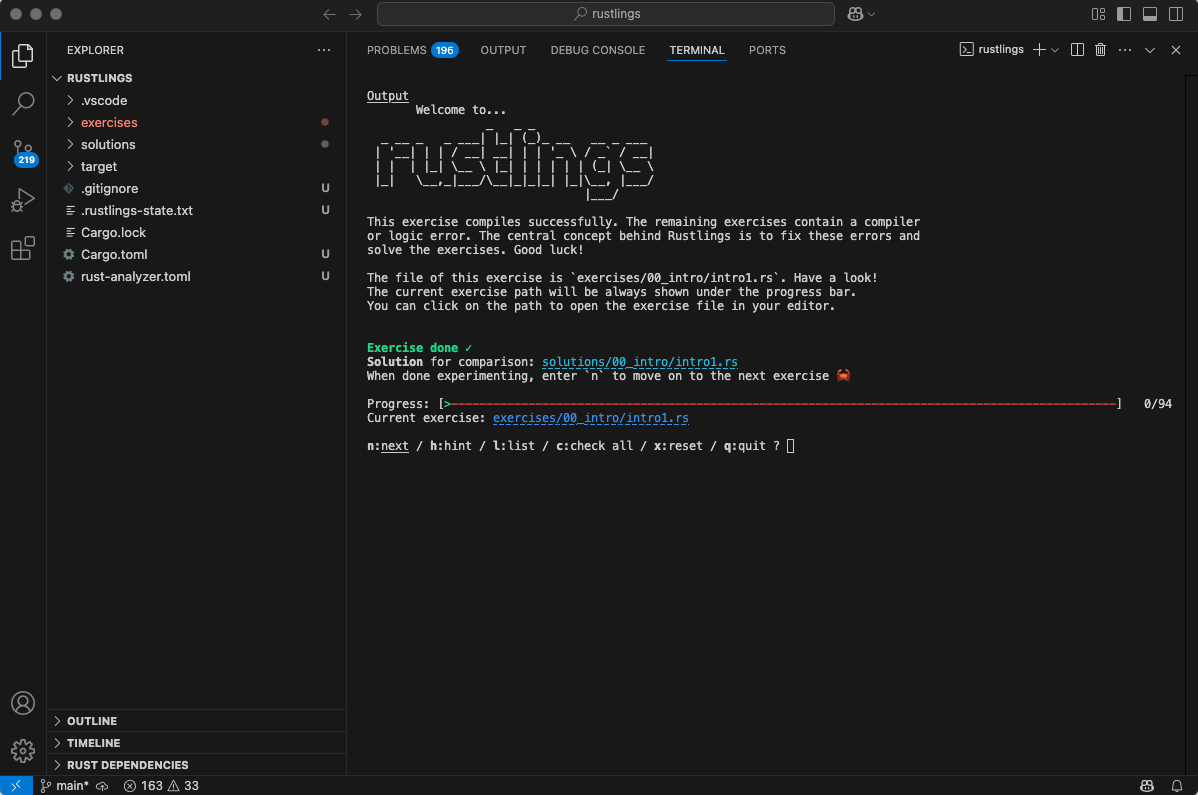 rustlings
EXPLORER
RUSTLINGS
.vscode
exercises
solutions
target
.gitignore U
.rustlings-state.txt U
Cargo.lock
Cargo.toml U
rust-analyzer.toml U
219
OUTLINE
TIMELINE
RUST DEPENDENCIES
PROBLEMS 196 OUTPUT DEBUG CONSOLE TERMINAL PORTS rustlings
Output
Welcome to...
rustlings
This exercise compiles successfully. The remaining exercises contain a compiler
or logic error. The central concept behind Rustlings is to fix these errors and
solve the exercises. Good luck!
The file of this exercise is `exercises/00_intro/intro1.rs`. Have a look!
The current exercise path will be always shown under the progress bar.
You can click on the path to open the exercise file in your editor.
Exercise done ✓
Solution for comparison: solutions/00_intro/intro1.rs
When done experimenting, enter `n` to move on to the next exercise 🦀
Progress: [>------------------------------------------------------------------------------------------------] 0/94
Current exercise: exercises/00_intro/intro1.rs
n:next / h:hint / l:list / c:check all / x:reset / q:quit ?
main* 163 33